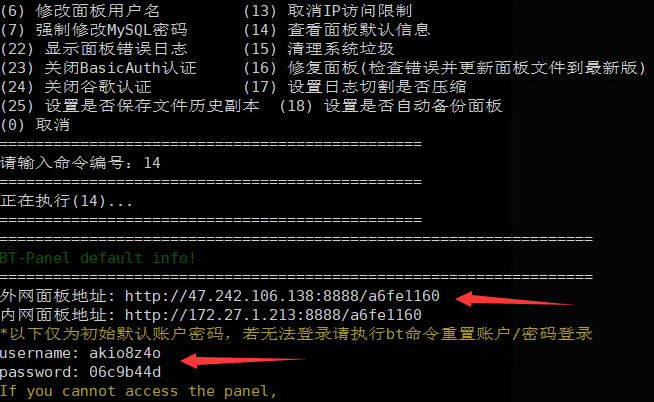 (6) 修改面板用户名 (13) 取消IP访问限制
(7) 强制修改MySQL密码 (14) 查看面板默认信息
(22) 显示面板错误日志 (15) 清理系统垃圾
(23) 关闭BasicAuth认证 (16) 修复面板(检查错误并更新面板文件到最新版)
(24) 关闭谷歌认证 (17) 设置日志切割是否压缩
(25) 设置是否保存文件历史副本 (18) 设置是否自动备份面板
(0) 取消
===============================================
请输入命令编号：14
===============================================
正在执行(14)...
===============================================
==================================================================
BT-Panel default info!
==================================================================
外网面板地址: http://47.242.106.138:8888/a6fe1160
内网面板地址: http://172.27.1.213:8888/a6fe1160
*以下仅为初始默认账户密码，若无法登录请执行bt命令重置账户/密码登录
username: akio8z4o
password: 06c9b44d
If you cannot access the panel,